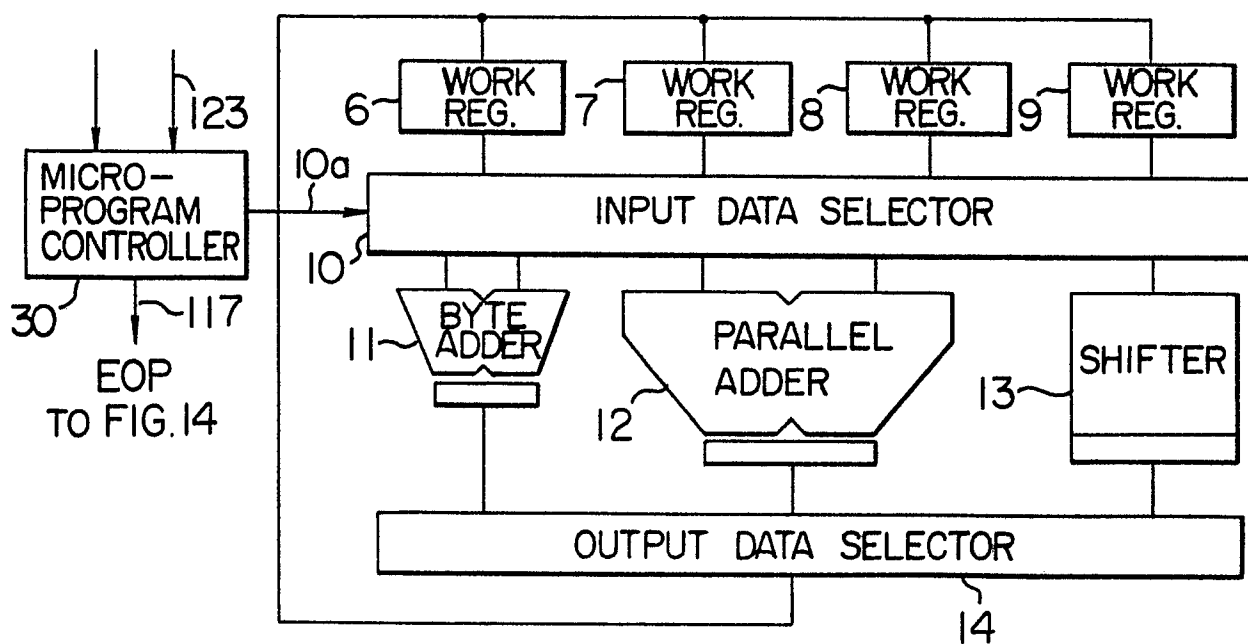 123
6
WORK
REG.
7
WORK
REG.
8
WORK
REG.
9
WORK
REG.
MICRO-
PROGRAM
CONTROLLER
30
10a
10
INPUT DATA SELECTOR
117
EOP
TO FIG.14
11
BYTE
ADDER
12
PARALLEL
ADDER
13
SHIFTER
OUTPUT DATA SELECTOR
14